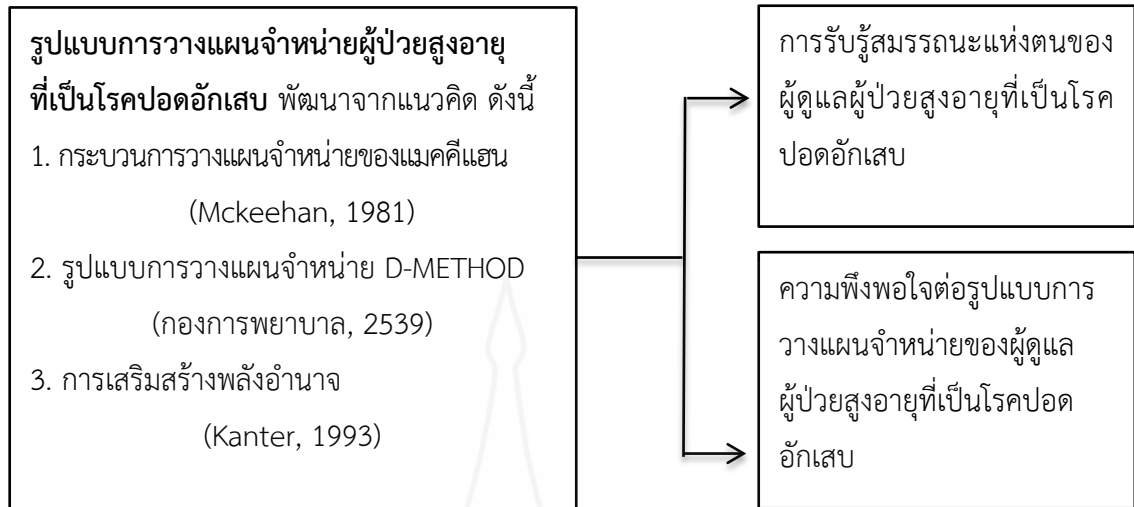 รูปแบบการวางแผนจำหน่ายผู้ป่วยสูงอายุ
ที่เป็นโรคปอดอักเสบ พัฒนาจากแนวคิด ดังนี้
1. กระบวนการวางแผนจำหน่ายของแมคคีแฮน
(Mckeehan, 1981)
2. รูปแบบการวางแผนจำหน่าย D-METHOD
(กองการพยาบาล, 2539)
3. การเสริมสร้างพลังอำนาจ
(Kanter, 1993)
การรับรู้สมรรถนะแห่งตนของ
ผู้ดูแลผู้ป่วยสูงอายุที่เป็นโรค
ปอดอักเสบ
ความพึงพอใจต่อรูปแบบการ
วางแผนจำหน่ายของผู้ดูแล
ผู้ป่วยสูงอายุที่เป็นโรคปอด
อักเสบ